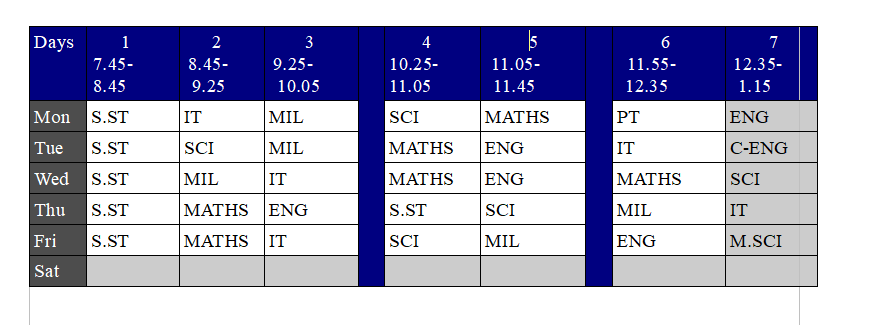 Days 1 2 3 4 5 6 7
7.45- 8.45- 9.25- 10.25- 11.05- 11.55- 12.35-
8.45 9.25 10.05 11.05 11.45 12.35 1.15
Mon S.ST IT MIL SCI MATHS PT ENG
Tue S.ST SCI MIL MATHS ENG IT C-ENG
Wed S.ST MIL IT MATHS ENG MATHS SCI
Thu S.ST MATHS ENG S.ST SCI MIL IT
Fri S.ST MATHS IT SCI MIL ENG M.SCI
Sat